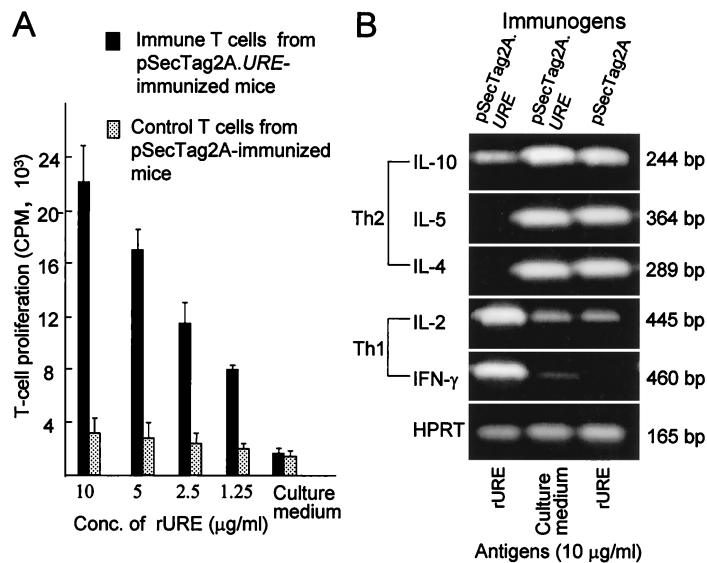 A
Immune T cells from
pSecTag2A.URE-
immunized mice
Control T cells from
pSecTag2A-immunized
mice
T-cell proliferation (CPM, 10³)
24
20
16
12
8
4
10
5
2.5
1.25
Culture
medium
Conc. of rURE (μg/ml)
B
Immunogens
pSecTag2A.
URE
pSecTag2A.
URE
pSecTag2A
Th2
IL-10
244 bp
IL-5
364 bp
IL-4
289 bp
Th1
IL-2
445 bp
IFN-γ
460 bp
HPRT
165 bp
rURE
Culture
medium
rURE
Antigens (10 μg/ml)